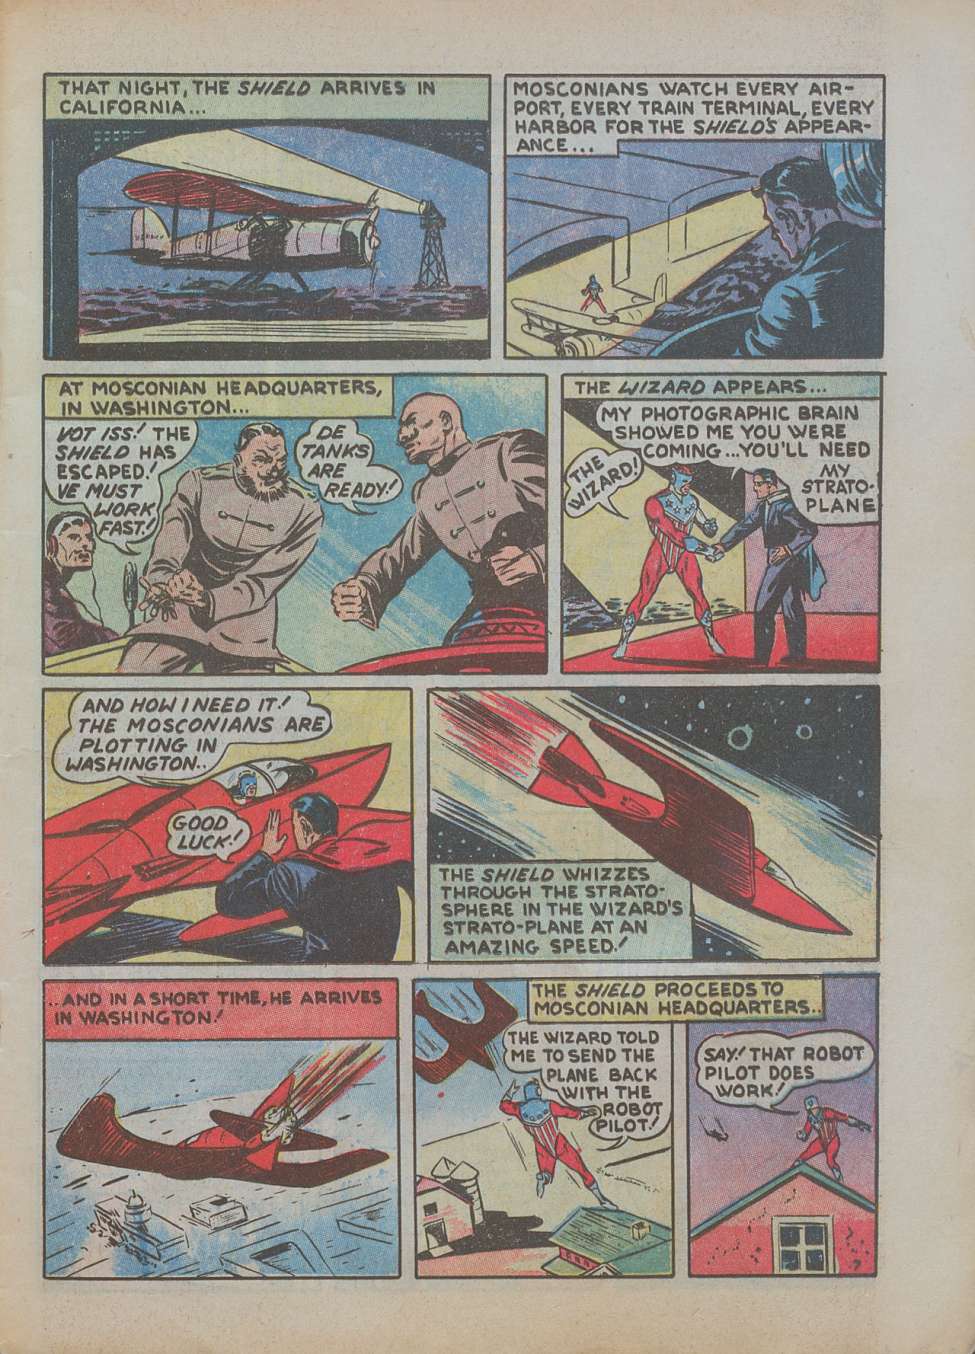 THAT NIGHT, THE SHIELD ARRIVES IN
CALIFORNIA...
MOSCONIANS WATCH EVERY AIR-
PORT, EVERY TRAIN TERMINAL, EVERY
HARBOR FOR THE SHIELD'S APPEAR-
ANCE...
AT MOSCONIAN HEADQUARTERS,
IN WASHINGTON...
VOT ISS! THE
SHIELD HAS
ESCAPED!
VE MUST
WORK
FAST!
DE
TANKS
ARE
READY!
THE WIZARD APPEARS...
THE
WIZARD!
MY PHOTOGRAPHIC BRAIN
SHOWED ME YOU WERE
COMING...YOU'LL NEED
MY
STRATO-
PLANE
AND HOW I NEED IT!
THE MOSCONIANS ARE
PLOTTING IN
WASHINGTON..
GOOD
LUCK!
THE SHIELD WHIZZES
THROUGH THE STRATO-
SPHERE IN THE WIZARD'S
STRATO-PLANE AT AN
AMAZING SPEED!
..AND IN A SHORT TIME, HE ARRIVES
IN WASHINGTON!
THE SHIELD PROCEEDS TO
MOSCONIAN HEADQUARTERS..
THE WIZARD TOLD
ME TO SEND THE
PLANE BACK
WITH THE
ROBOT
PILOT!
SAY! THAT ROBOT
PILOT DOES
WORK!
7